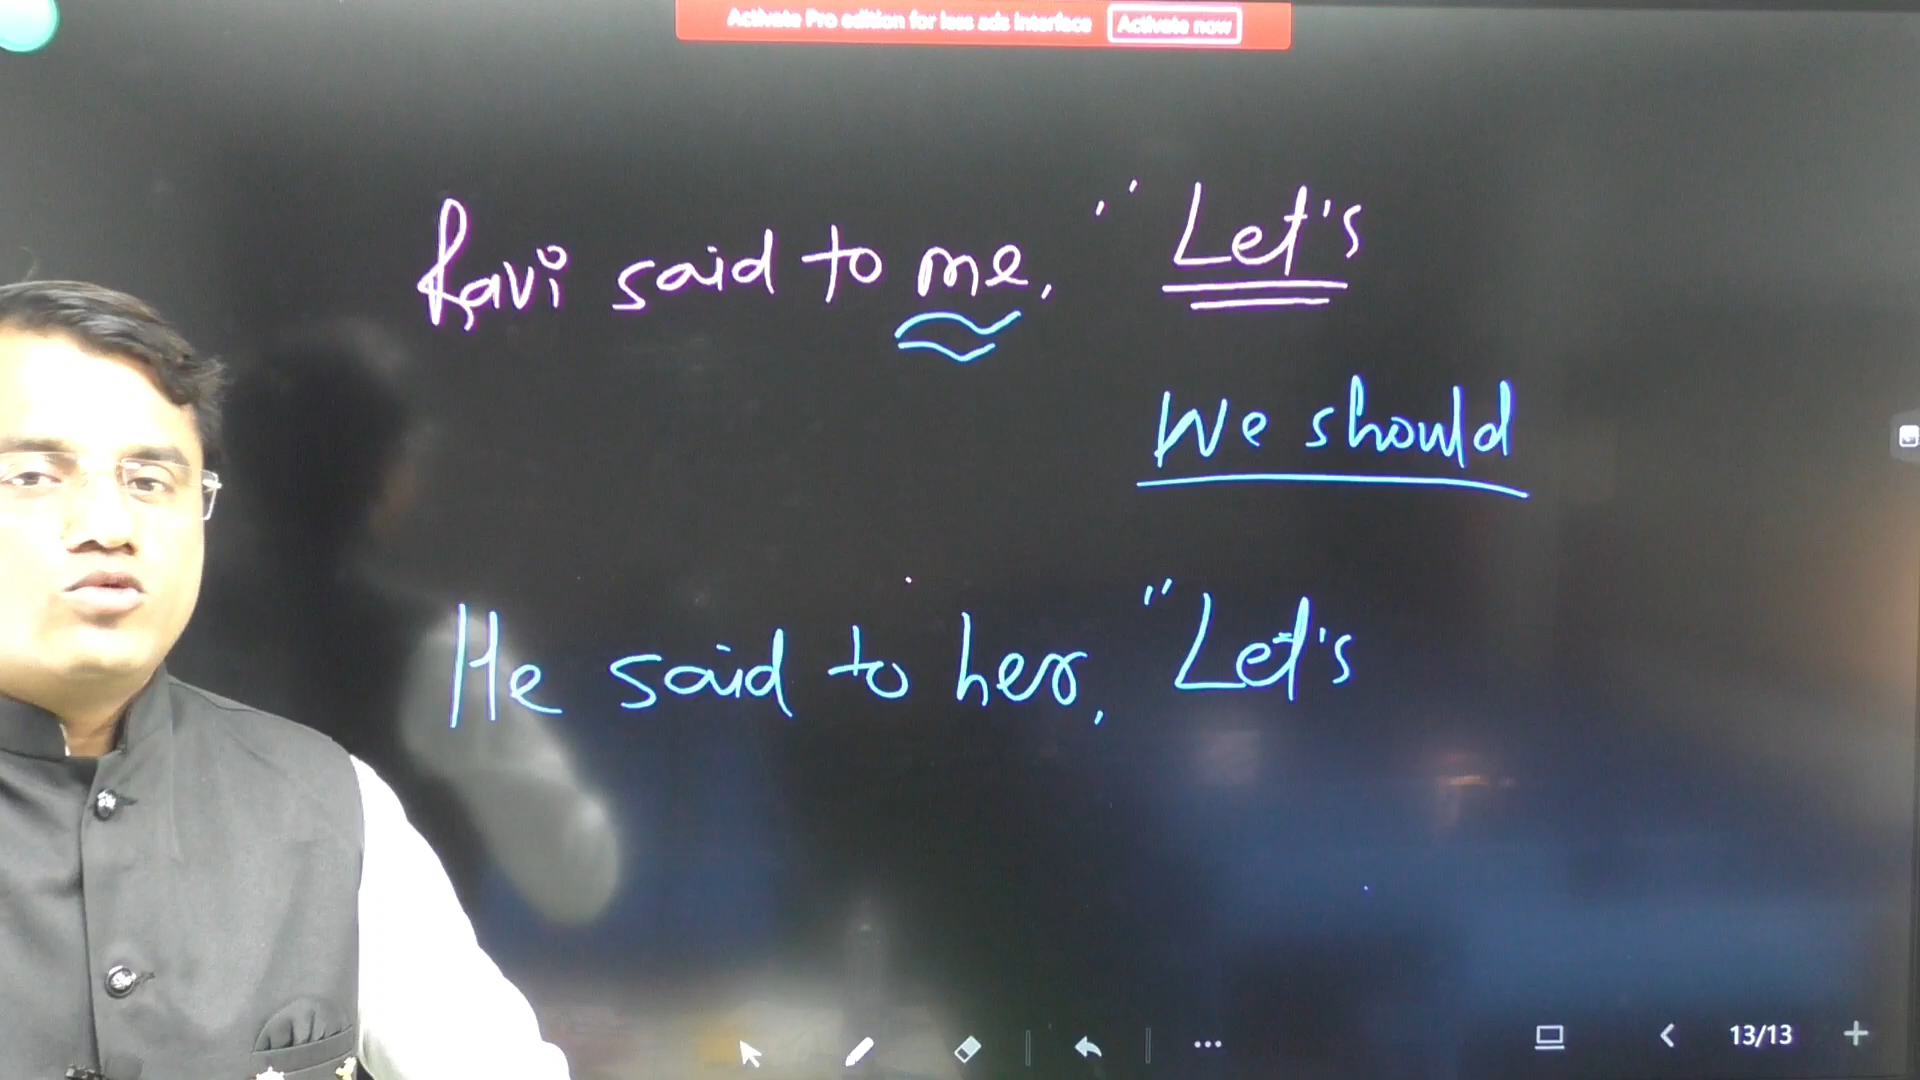 Activate Pro edition for less ads interface Activate now
Ravi said to me, "Let's
We should
He said to her, "Let's
13/13